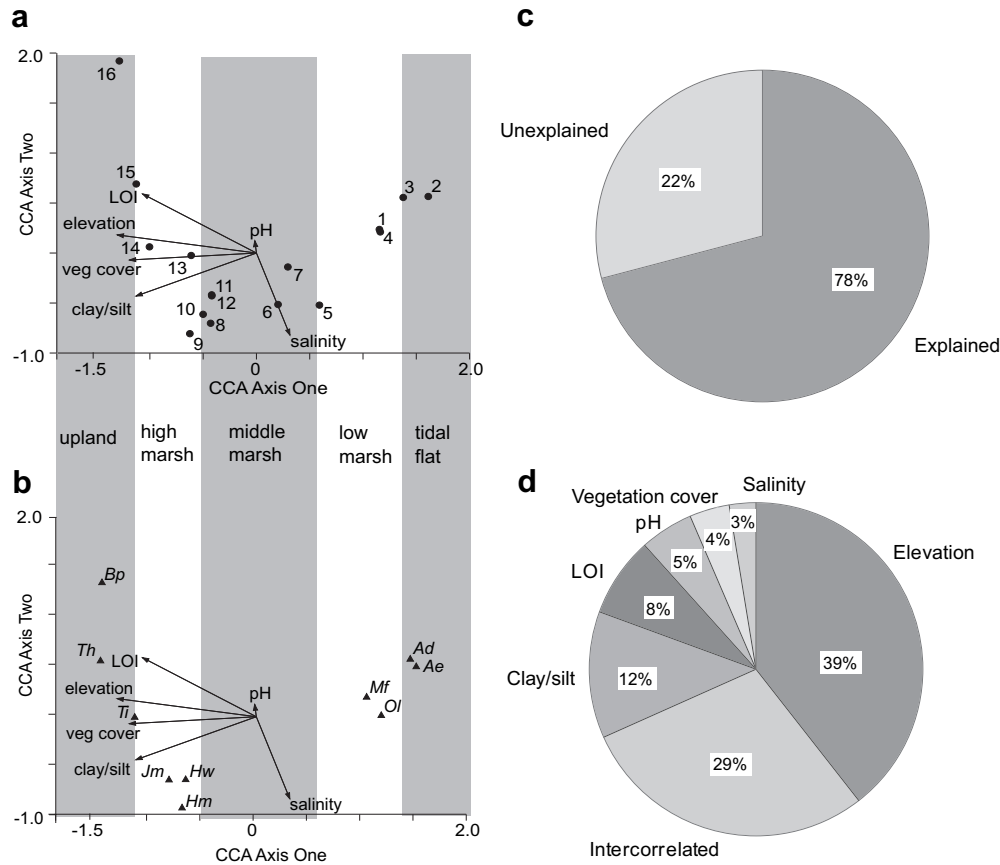 a
2.0
CCA Axis Two
16
15
LOI
elevation
14
veg cover
13
clay/silt
pH
11
12
10
8
9
7
6
5
salinity
3
2
1
4
-1.0
-1.5
0
2.0
CCA Axis One
upland
high
marsh
middle
marsh
low
marsh
tidal
flat
b
2.0
CCA Axis Two
Bp
Th
LOI
elevation
Ti
veg cover
clay/silt
pH
Jm
Hw
Hm
salinity
Ad
Ae
Mf
Ol
-1.0
-1.5
0
2.0
CCA Axis One
c
Unexplained
22%
78%
Explained
d
Salinity
Vegetation cover
pH
LOI
Clay/silt
Elevation
3%
4%
5%
8%
12%
39%
29%
Intercorrelated